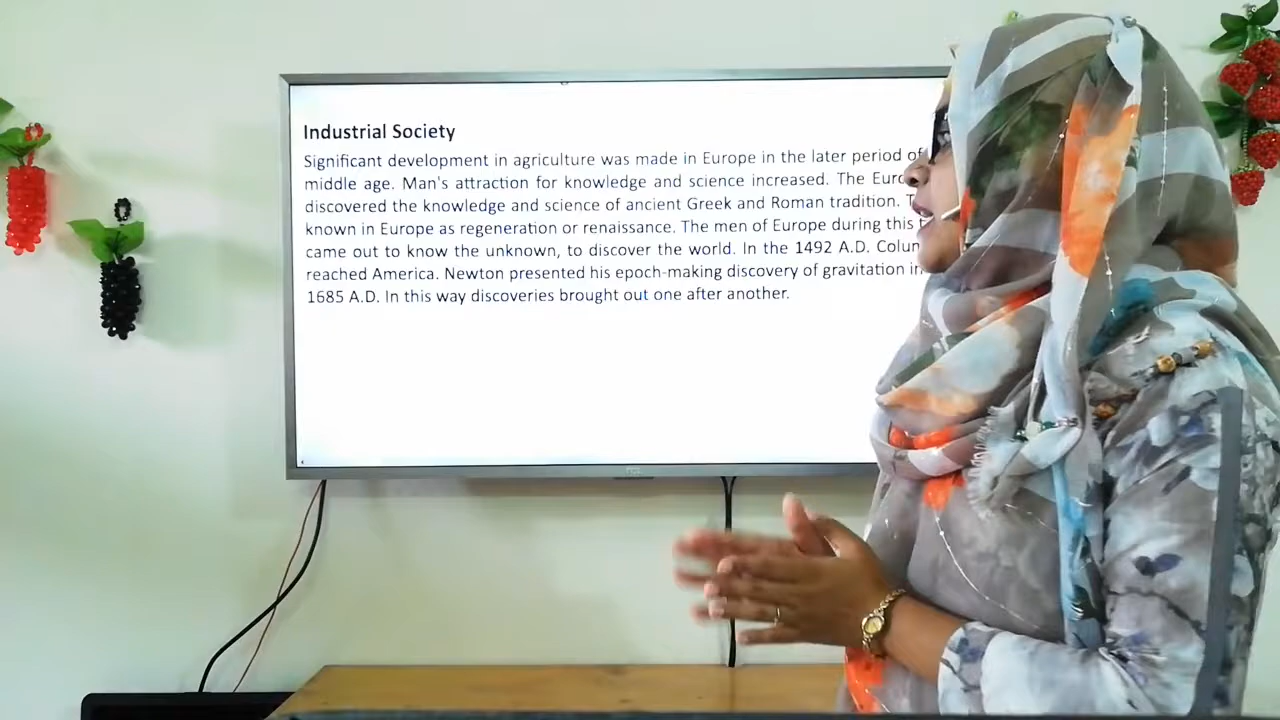 Industrial Society
Significant development in agriculture was made in Europe in the later period of
middle age. Man's attraction for knowledge and science increased. The
discovered the knowledge and science of ancient Greek and Roman tradition.
known in Europe as regeneration or renaissance. The men of Europe during this
came out to know the unknown, to discover the world. In the 1492 A.D.
reached America. Newton presented his epoch-making discovery of gravitation in
1685 A.D. In this way discoveries brought out one after another.